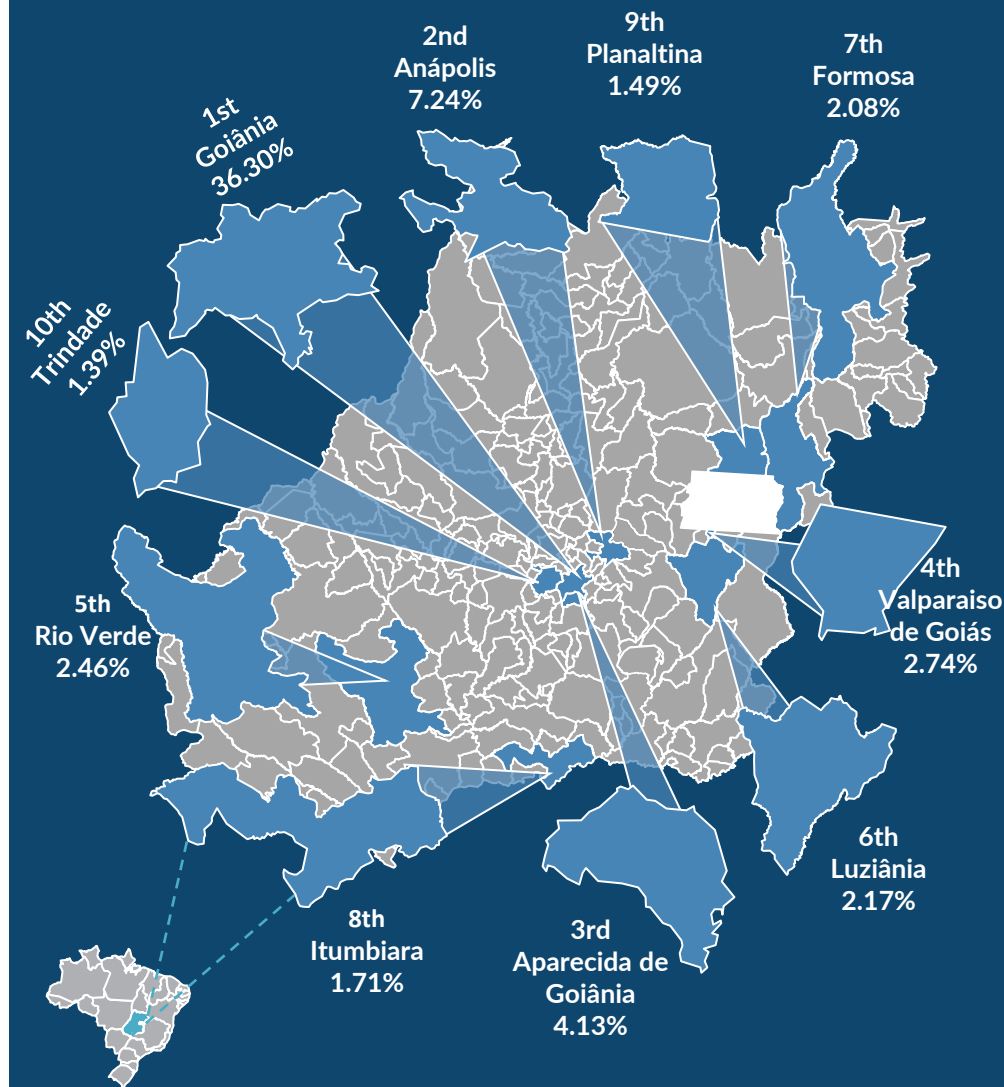 1st
Goiânia
36.30%
2nd
Anápolis
7.24%
9th
Planaltina
1.49%
7th
Formosa
2.08%
10th
Trindade
1.39%
5th
Rio Verde
2.46%
4th
Valparaiso
de Goiás
2.74%
6th
Luziânia
2.17%
8th
Itumbiara
1.71%
3rd
Aparecida de
Goiânia
4.13%